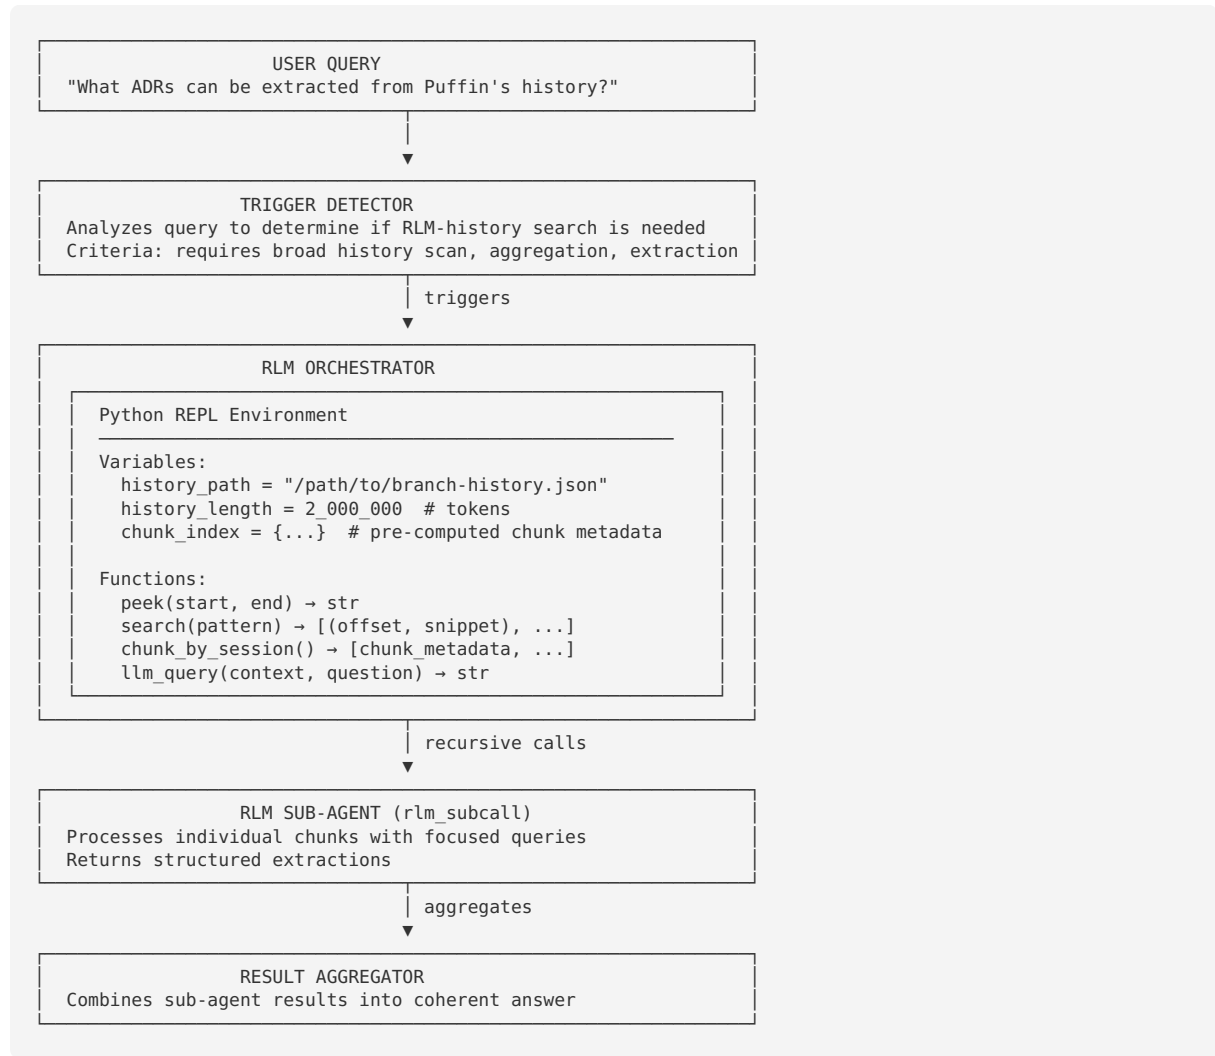 USER QUERY
"What ADRs can be extracted from Puffin's history?"
TRIGGER DETECTOR
Analyzes query to determine if RLM-history search is needed
Criteria: requires broad history scan, aggregation, extraction
triggers
RLM ORCHESTRATOR
Python REPL Environment
Variables:
history_path = "/path/to/branch-history.json"
history_length = 2_000_000  # tokens
chunk_index = {...}  # pre-computed chunk metadata
Functions:
peek(start, end) → str
search(pattern) → [(offset, snippet), ...]
chunk_by_session() → [chunk_metadata, ...]
llm_query(context, question) → str
recursive calls
RLM SUB-AGENT (rlm_subcall)
Processes individual chunks with focused queries
Returns structured extractions
aggregates
RESULT AGGREGATOR
Combines sub-agent results into coherent answer